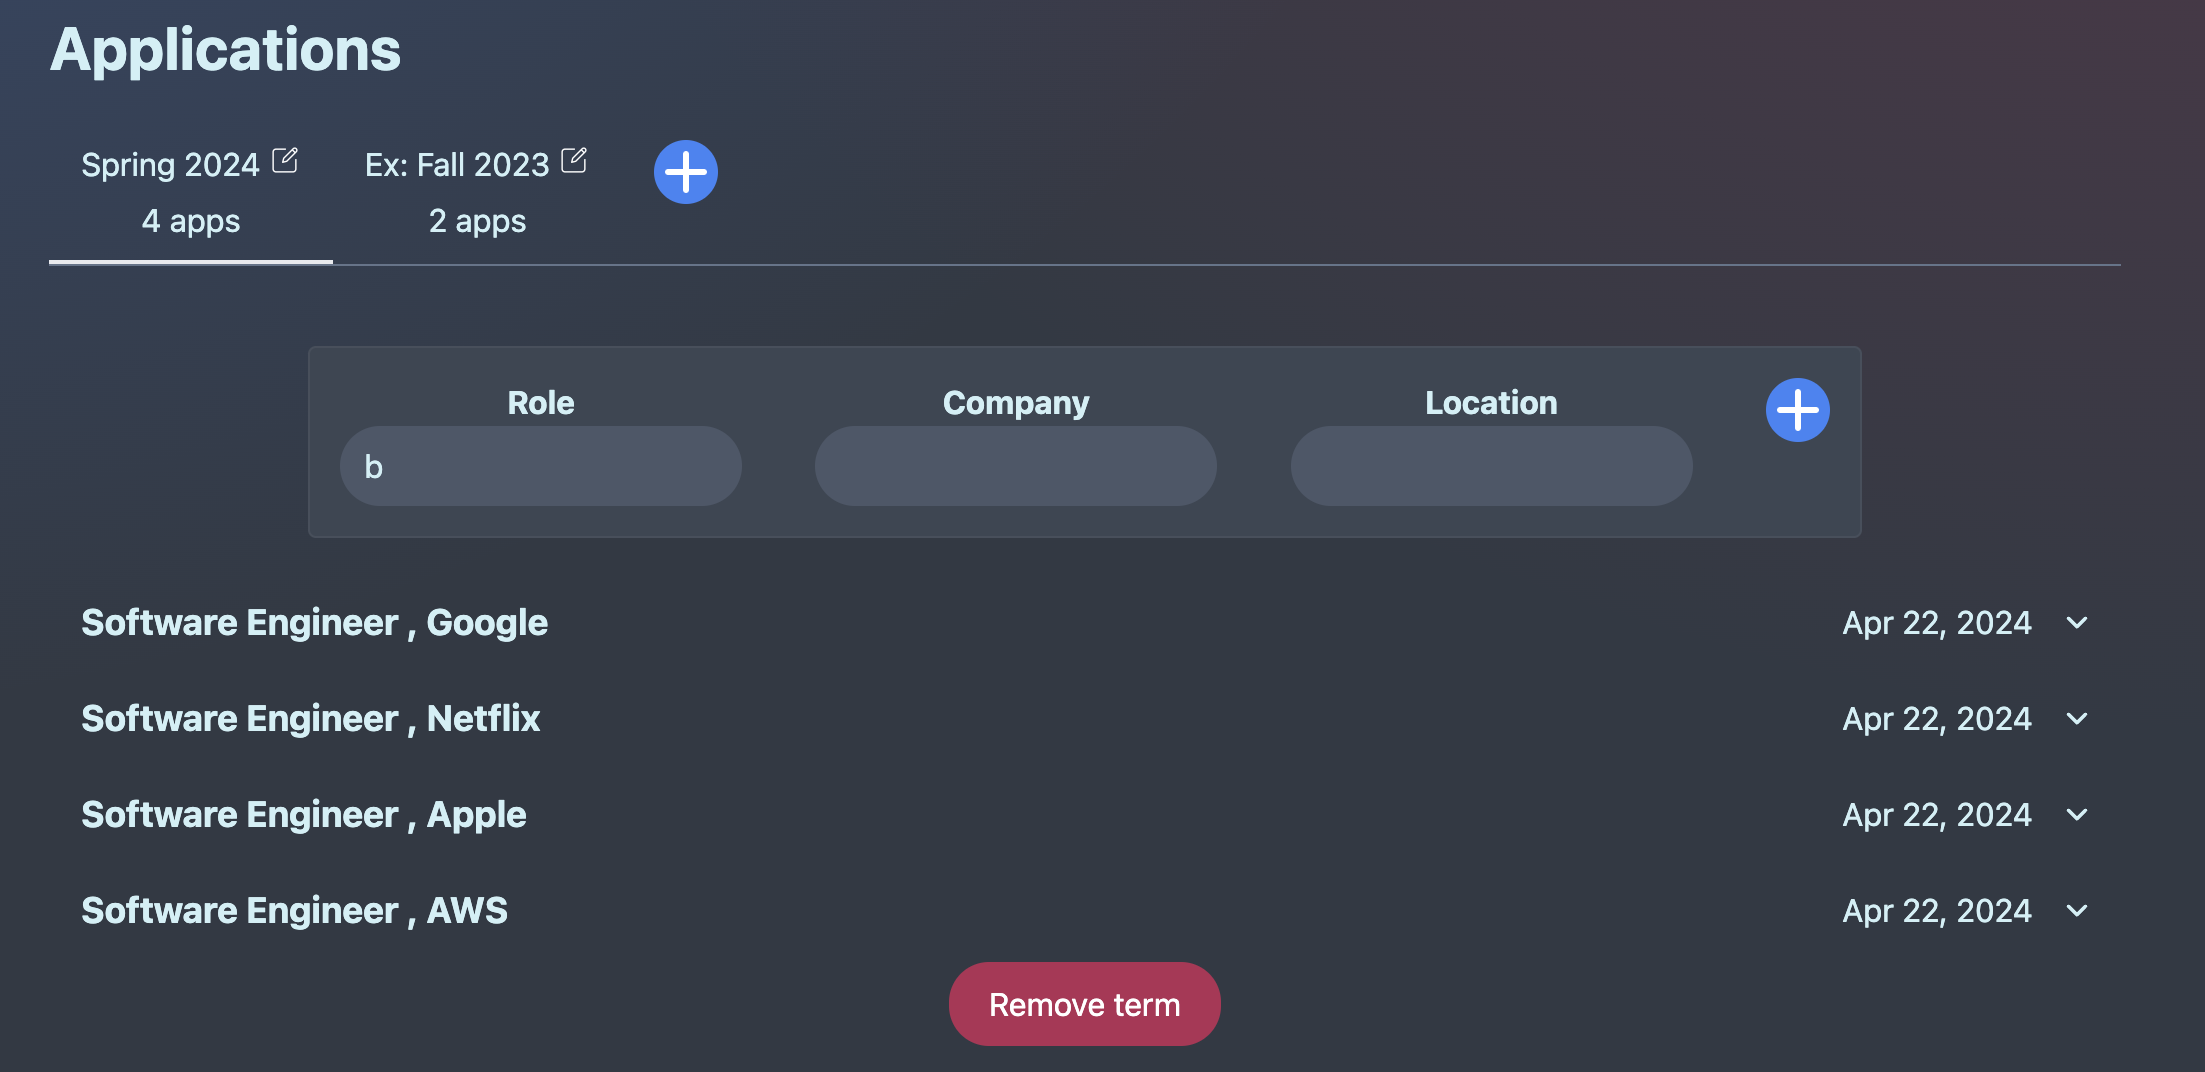 Applications
Spring 2024
4 apps
Ex: Fall 2023
2 apps
Role
Company
Location
b
Software Engineer , Google
Apr 22, 2024
Software Engineer , Netflix
Apr 22, 2024
Software Engineer , Apple
Apr 22, 2024
Software Engineer , AWS
Apr 22, 2024
Remove term